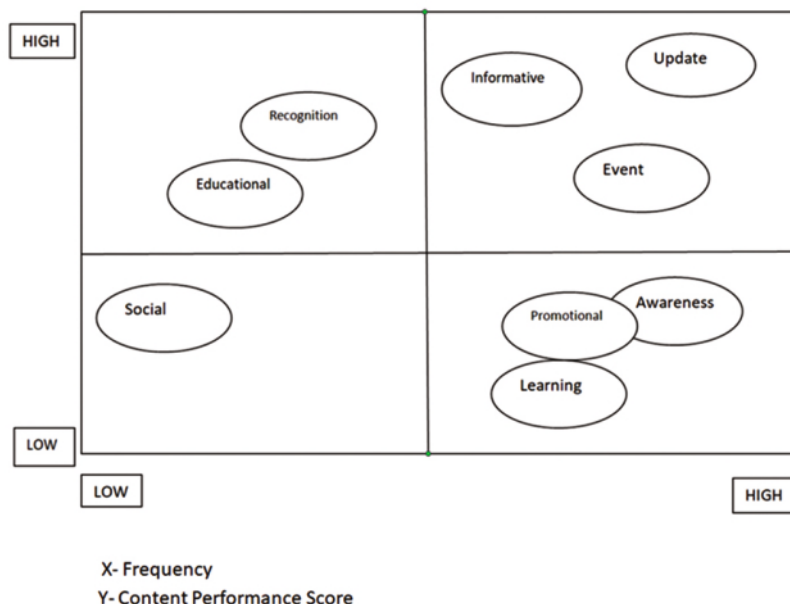 HIGH
Update
Informative
Recognition
Event
Educational
Awareness
Social
Promotional
Learning
LOW
LOW
HIGH
X- Frequency
Y- Content Performance Score